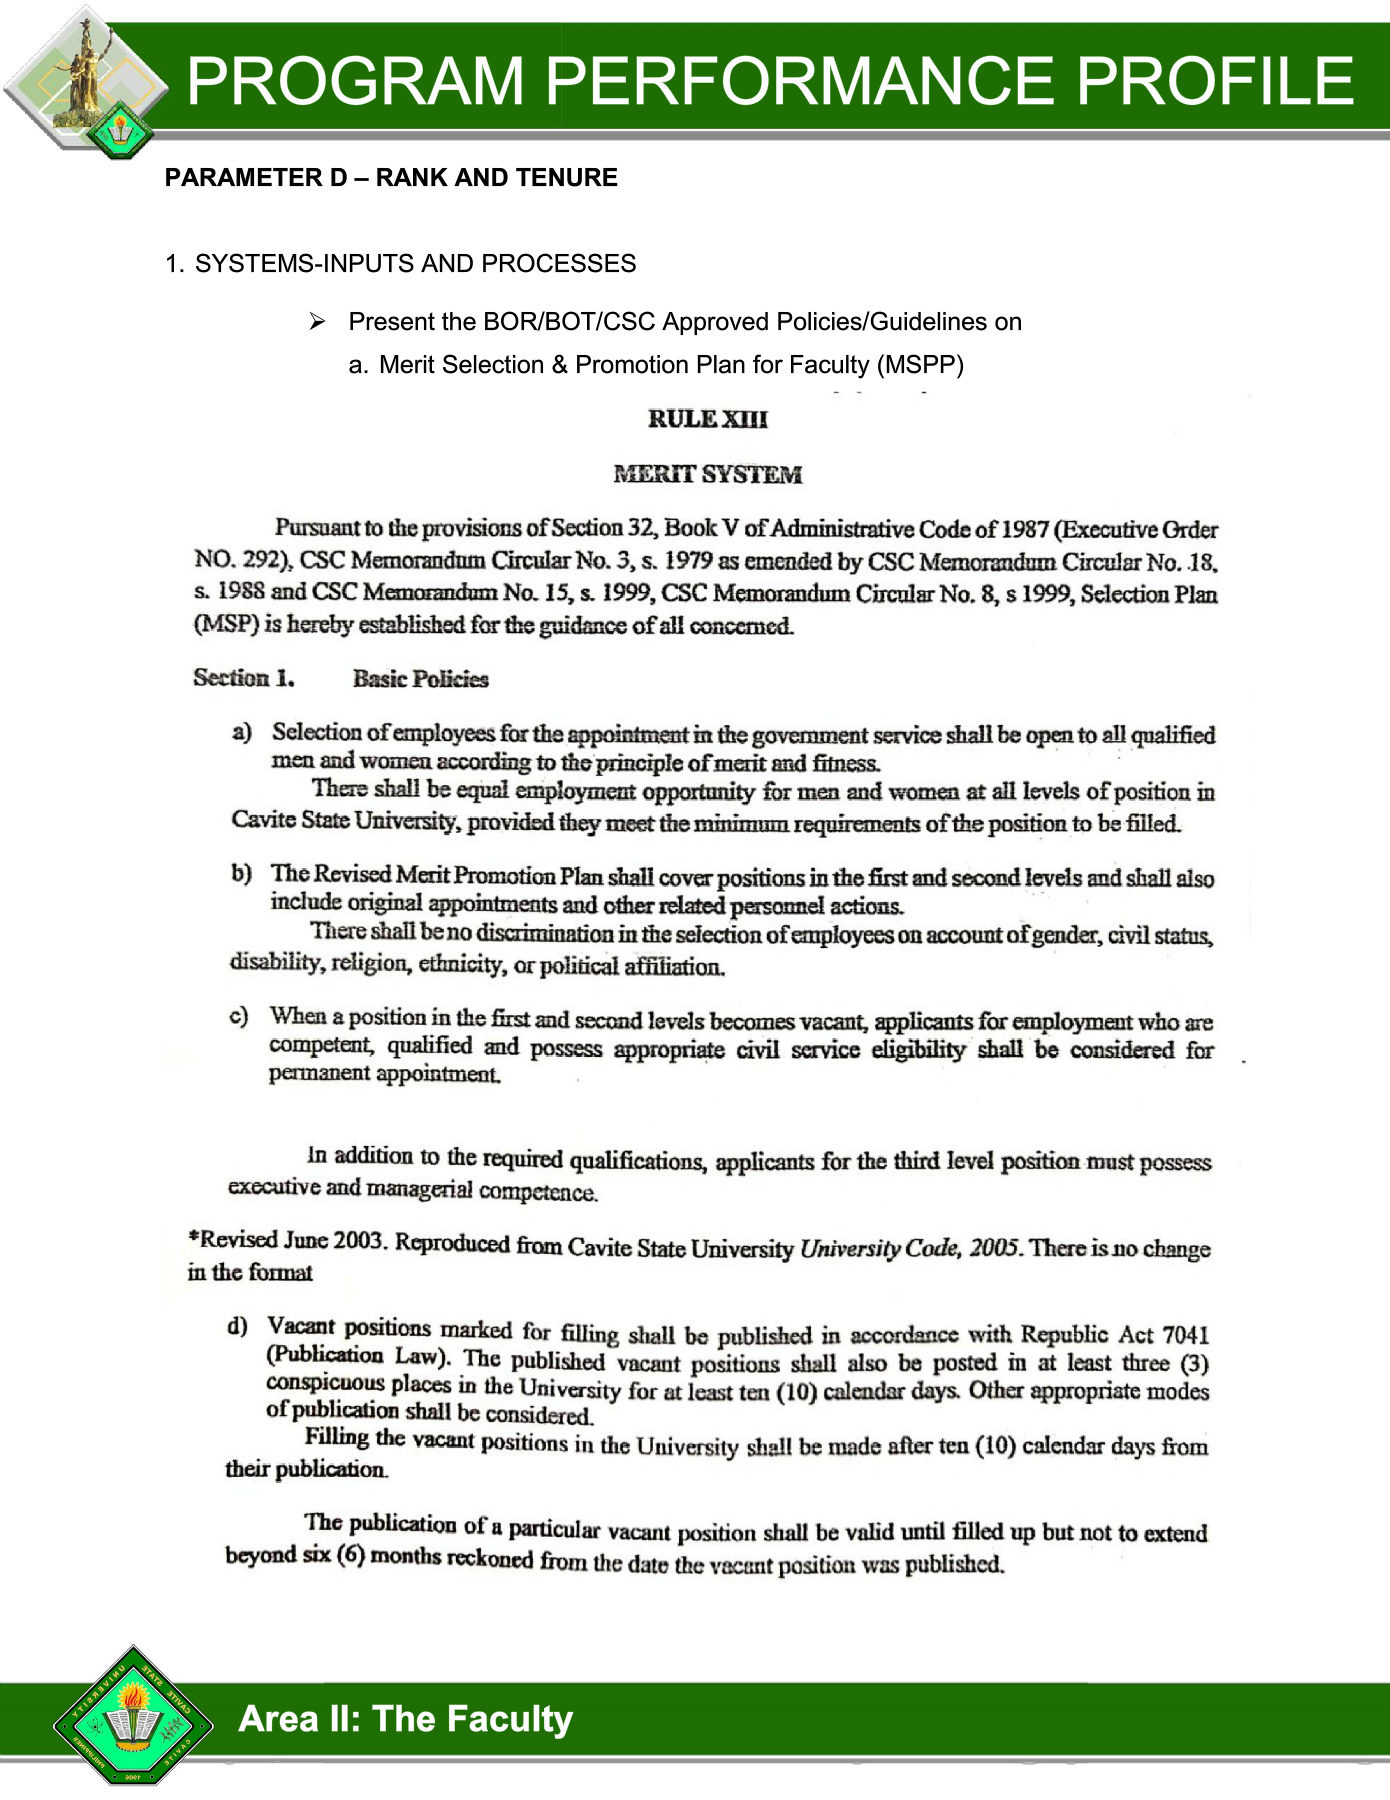 PROGRAM PERFORMANCE PROFILE
PARAMETER D – RANK AND TENURE
1. SYSTEMS-INPUTS AND PROCESSES
➢ Present the BOR/BOT/CSC Approved Policies/Guidelines on
a. Merit Selection & Promotion Plan for Faculty (MSPP)
RULE XIII
MERIT SYSTEM
Pursuant to the provisions of Section 32, Book V of Administrative Code of 1987 (Executive Order
NO. 292), CSC Memorandum Circular No. 3, s. 1979 as emended by CSC Memorandum Circular No. 18,
s. 1988 and CSC Memorandum No. 15, s. 1999, CSC Memorandum Circular No. 8, s 1999, Selection Plan
(MSP) is hereby established for the guidance of all concerned.
Section 1. Basic Policies
a) Selection of employees for the appointment in the government service shall be open to all qualified
men and women according to the principle of merit and fitness.
There shall be equal employment opportunity for men and women at all levels of position in
Cavite State University, provided they meet the minimum requirements of the position to be filled.
b) The Revised Merit Promotion Plan shall cover positions in the first and second levels and shall also
include original appointments and other related personnel actions.
There shall be no discrimination in the selection of employees on account of gender, civil status,
disability, religion, ethnicity, or political affiliation.
c) When a position in the first and second levels becomes vacant, applicants for employment who are
competent, qualified and possess appropriate civil service eligibility shall be considered for
permanent appointment.
In addition to the required qualifications, applicants for the third level position must possess
executive and managerial competence.
*Revised June 2003. Reproduced from Cavite State University University Code, 2005. There is no change
in the format
d) Vacant positions marked for filling shall be published in accordance with Republic Act 7041
(Publication Law). The published vacant positions shall also be posted in at least three (3)
conspicuous places in the University for at least ten (10) calendar days. Other appropriate modes
of publication shall be considered.
Filling the vacant positions in the University shall be made after ten (10) calendar days from
their publication.
The publication of a particular vacant position shall be valid until filled up but not to extend
beyond six (6) months reckoned from the date the vacant position was published.
CAVITE STATE UNIVERSITY
CAVITE PHILIPPINES
1906
Area II: The Faculty